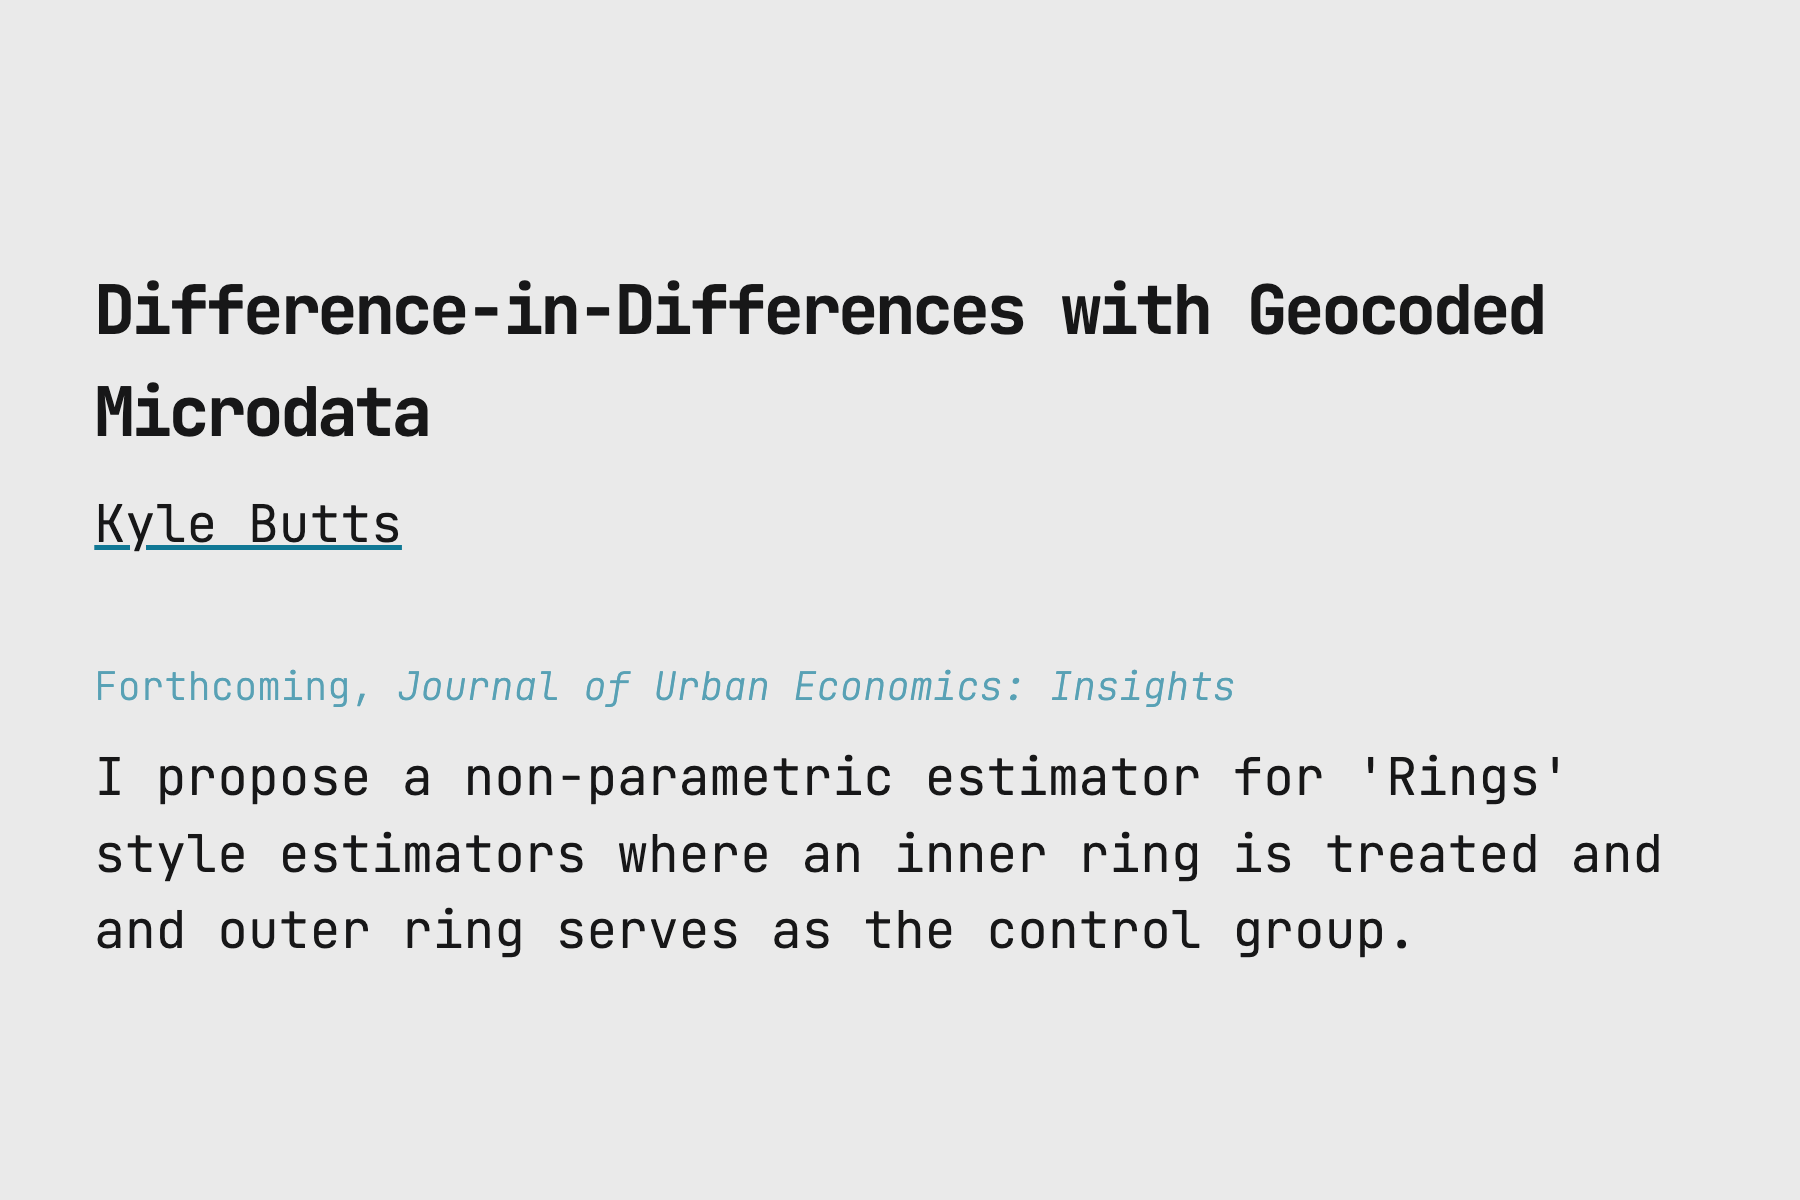 Difference-in-Differences with Geocoded
Microdata
Kyle Butts
Forthcoming, Journal of Urban Economics: Insights
I propose a non-parametric estimator for 'Rings'
style estimators where an inner ring is treated and
and outer ring serves as the control group.